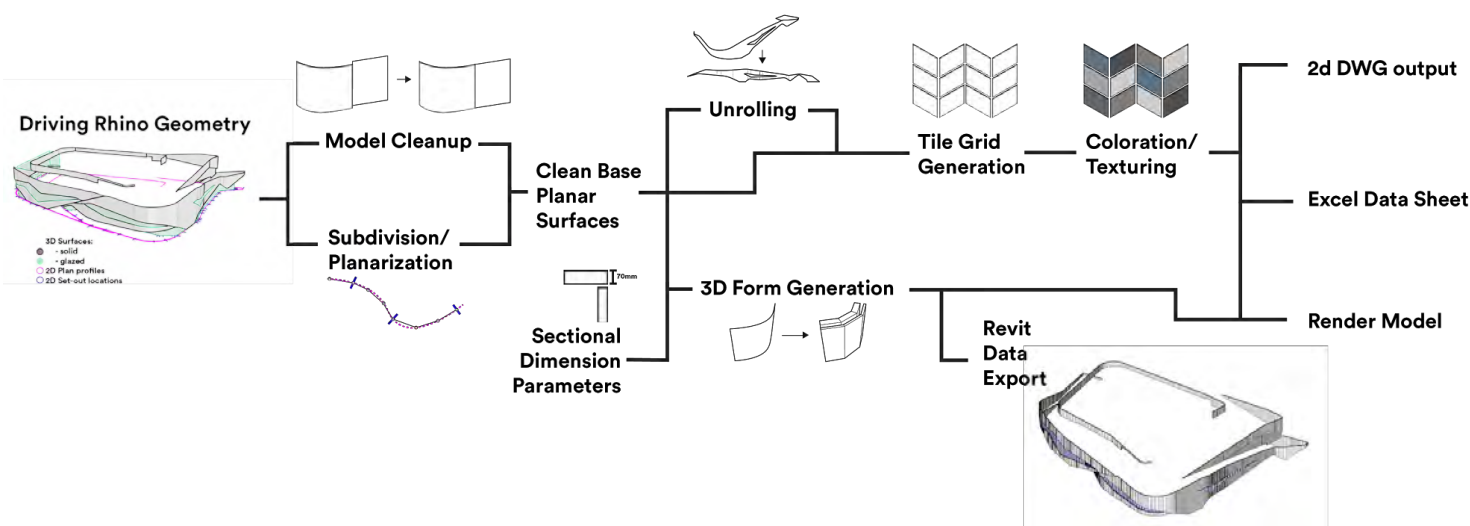 Driving Rhino Geometry
3D Surfaces:
- solid
- glazed
2D Plan profiles
2D Set-out locations
Model Cleanup
Subdivision/
Planarization
Clean Base
Planar
Surfaces
70mm
Sectional
Dimension
Parameters
Unrolling
3D Form Generation
Revit
Data
Export
Tile Grid
Generation
Coloration/
Texturing
2d DWG output
Excel Data Sheet
Render Model